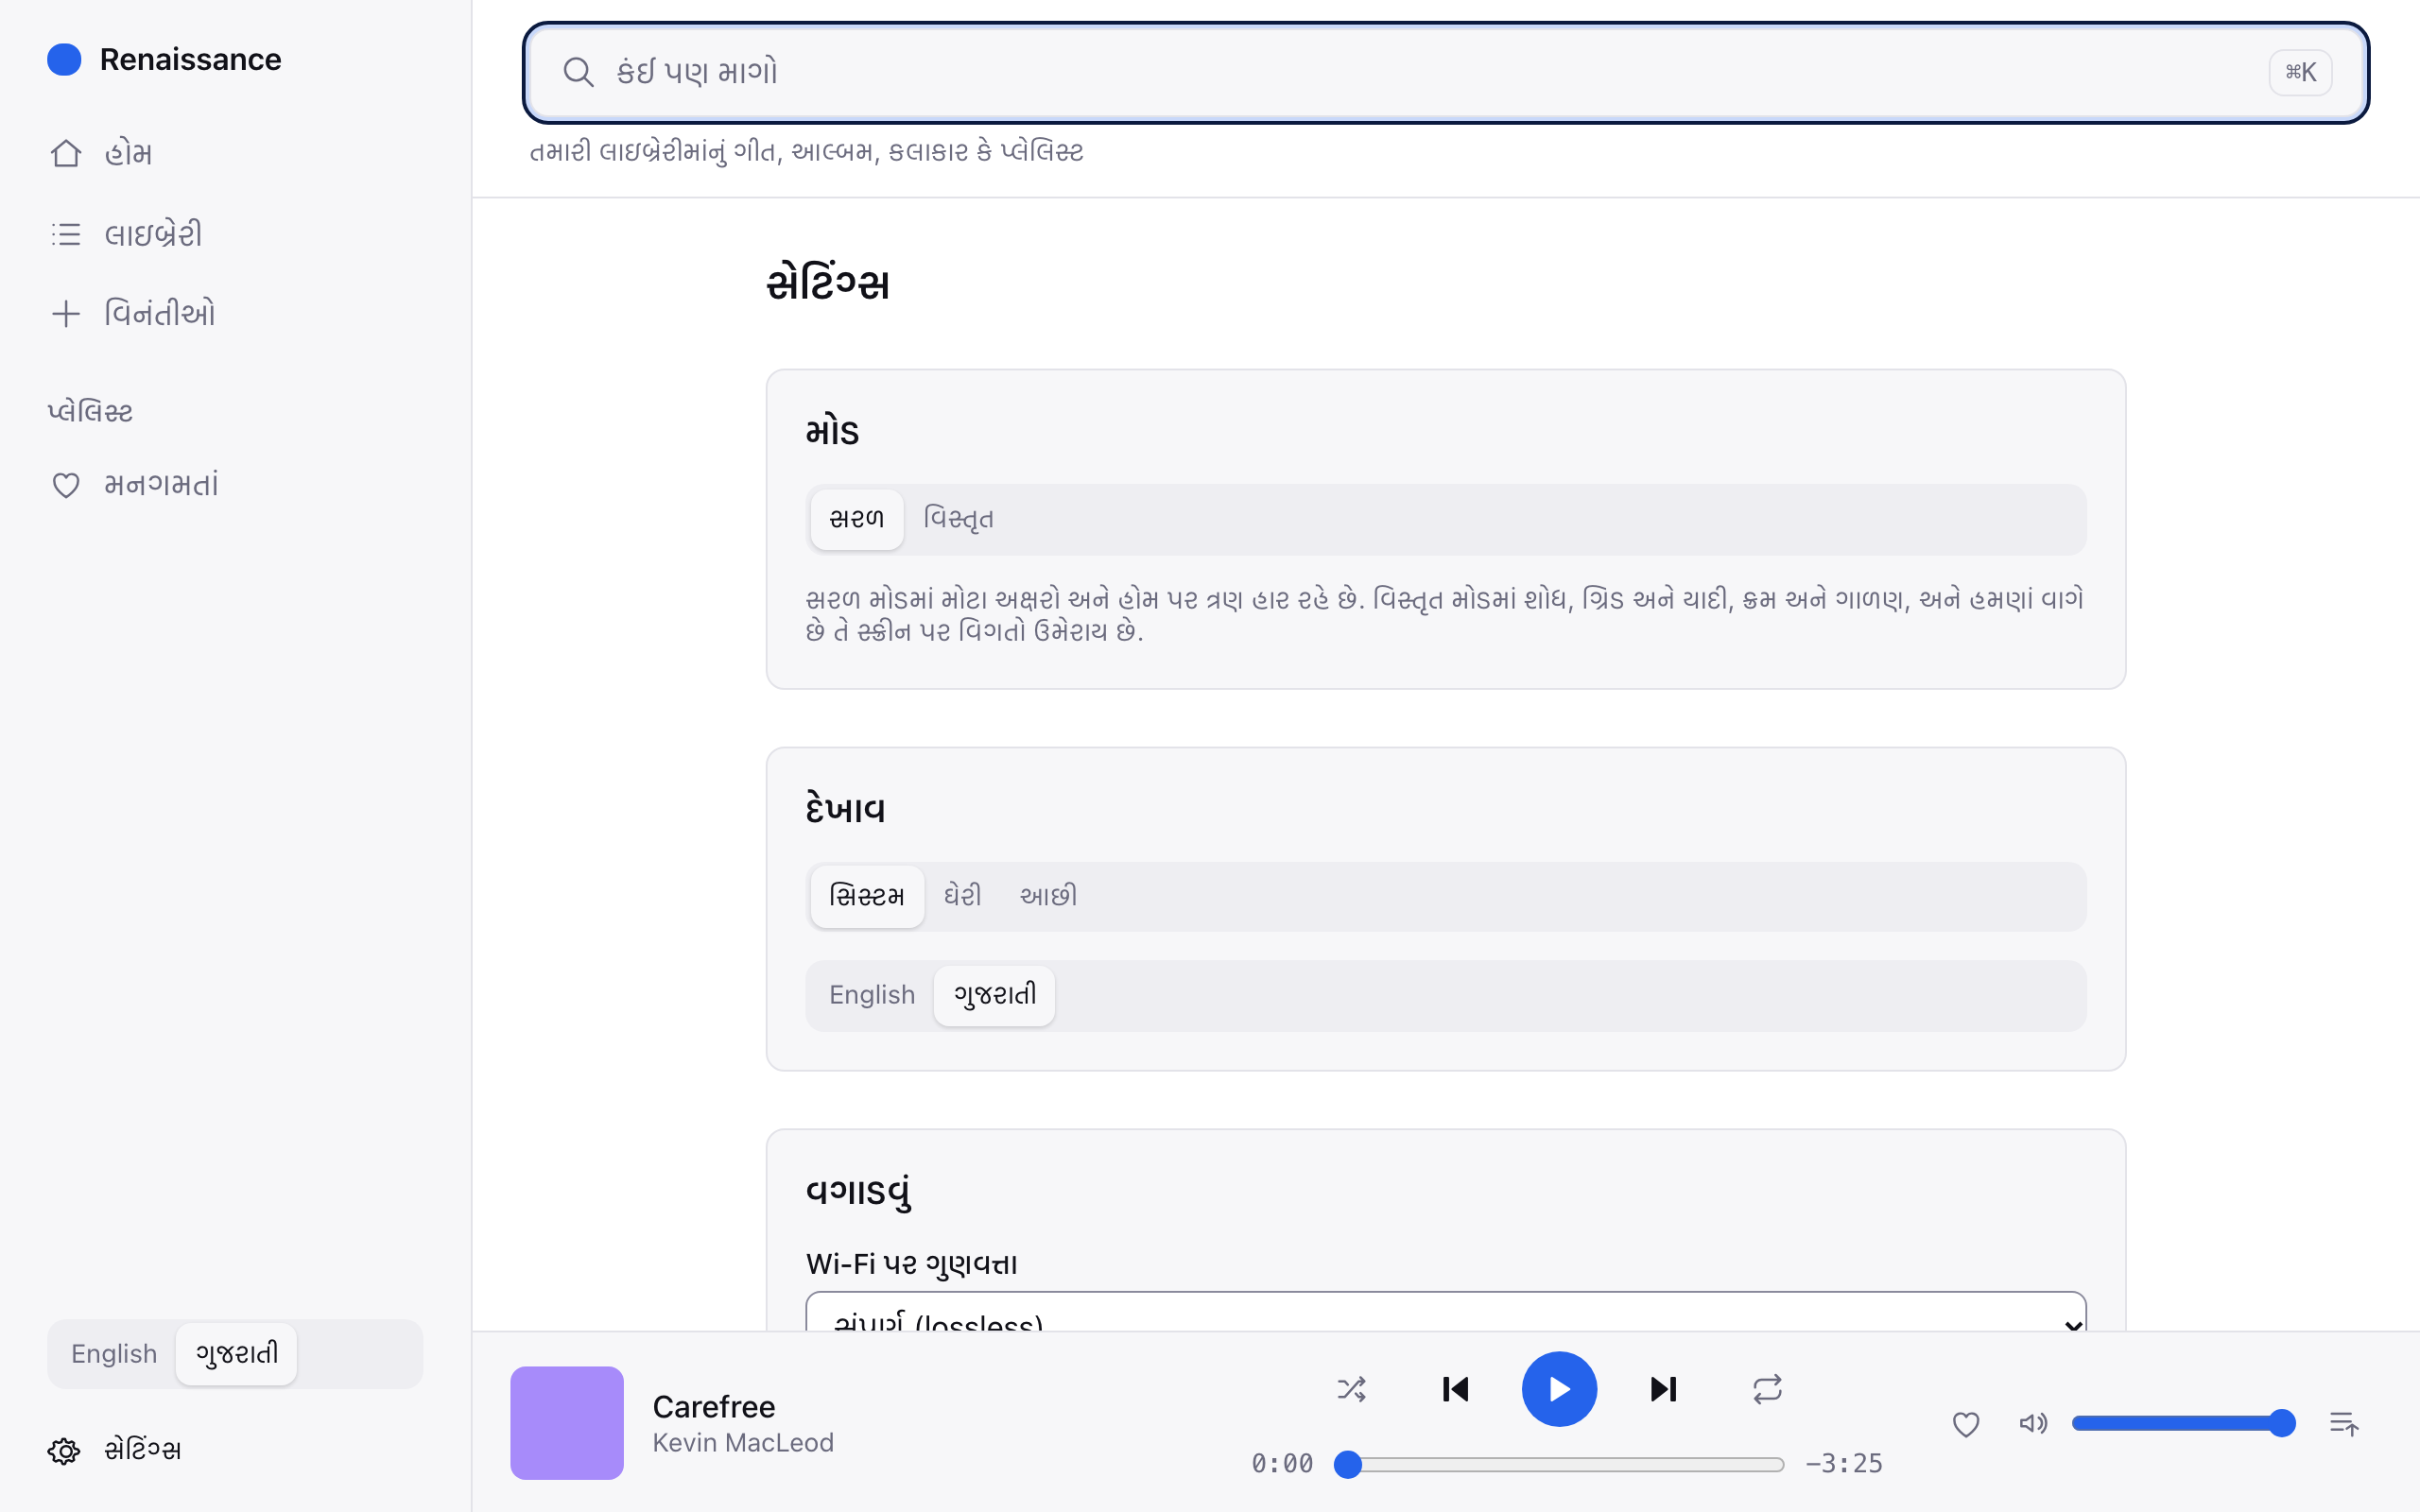 Renaissance
હોમ
લાઇબ્રેરી
વિનંતીઓ
પ્લેલિસ્ટ
મનગમતાં
English ગુજરાતી
સેટિંગ્સ
કંઈ પણ માગો ⌘K
તમારી લાઇબ્રેરીમાંનું ગીત, આલ્બમ, કલાકાર કે પ્લેલિસ્ટ
સેટિંગ્સ
મોડ
સરળ વિસ્તૃત
સરળ મોડમાં મોટા અક્ષરો અને હોમ પર ત્રણ હાર રહે છે. વિસ્તૃત મોડમાં શોધ, ગ્રિડ અને યાદી, ક્રમ અને ગાળણ, અને હમણાં વાગે
છે તે સ્ક્રીન પર વિગતો ઉમેરાય છે.
દેખાવ
સિસ્ટમ ઘેરી આછી
English ગુજરાતી
વગાડવું
Wi-Fi પર ગુણવત્તા
સંપૂર્ણ (lossless)
Carefree
Kevin MacLeod
0:00 −3:25